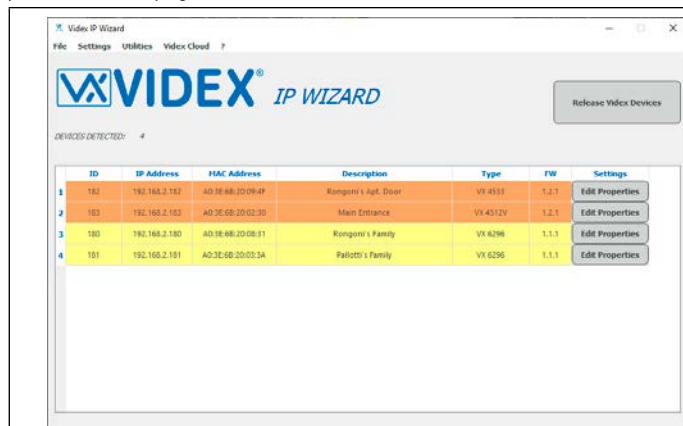 Videx IP Wizard
File Settings Utilities Videx Cloud ?
VIDEX® IP WIZARD
Release Videx Devices
DEVICES DETECTED: 4
ID IP Address MAC Address Description Type FW Settings
1 182 192.168.2.182 A0:3E:6B:20:09:4F Rongoni's Apt. Door VX 4533 1.2.1 Edit Properties
2 183 192.168.2.183 A0:3E:6B:20:02:30 Main Entrance VX 4512V 1.2.1 Edit Properties
3 180 192.168.2.180 A0:3E:6B:20:08:31 Rongoni's Family VX 6296 1.1.1 Edit Properties
4 181 192.168.2.181 A0:3E:6B:20:03:3A Pallotti's Family VX 6296 1.1.1 Edit Properties